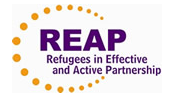 REAP
Refugees in Effective
and Active Partnership